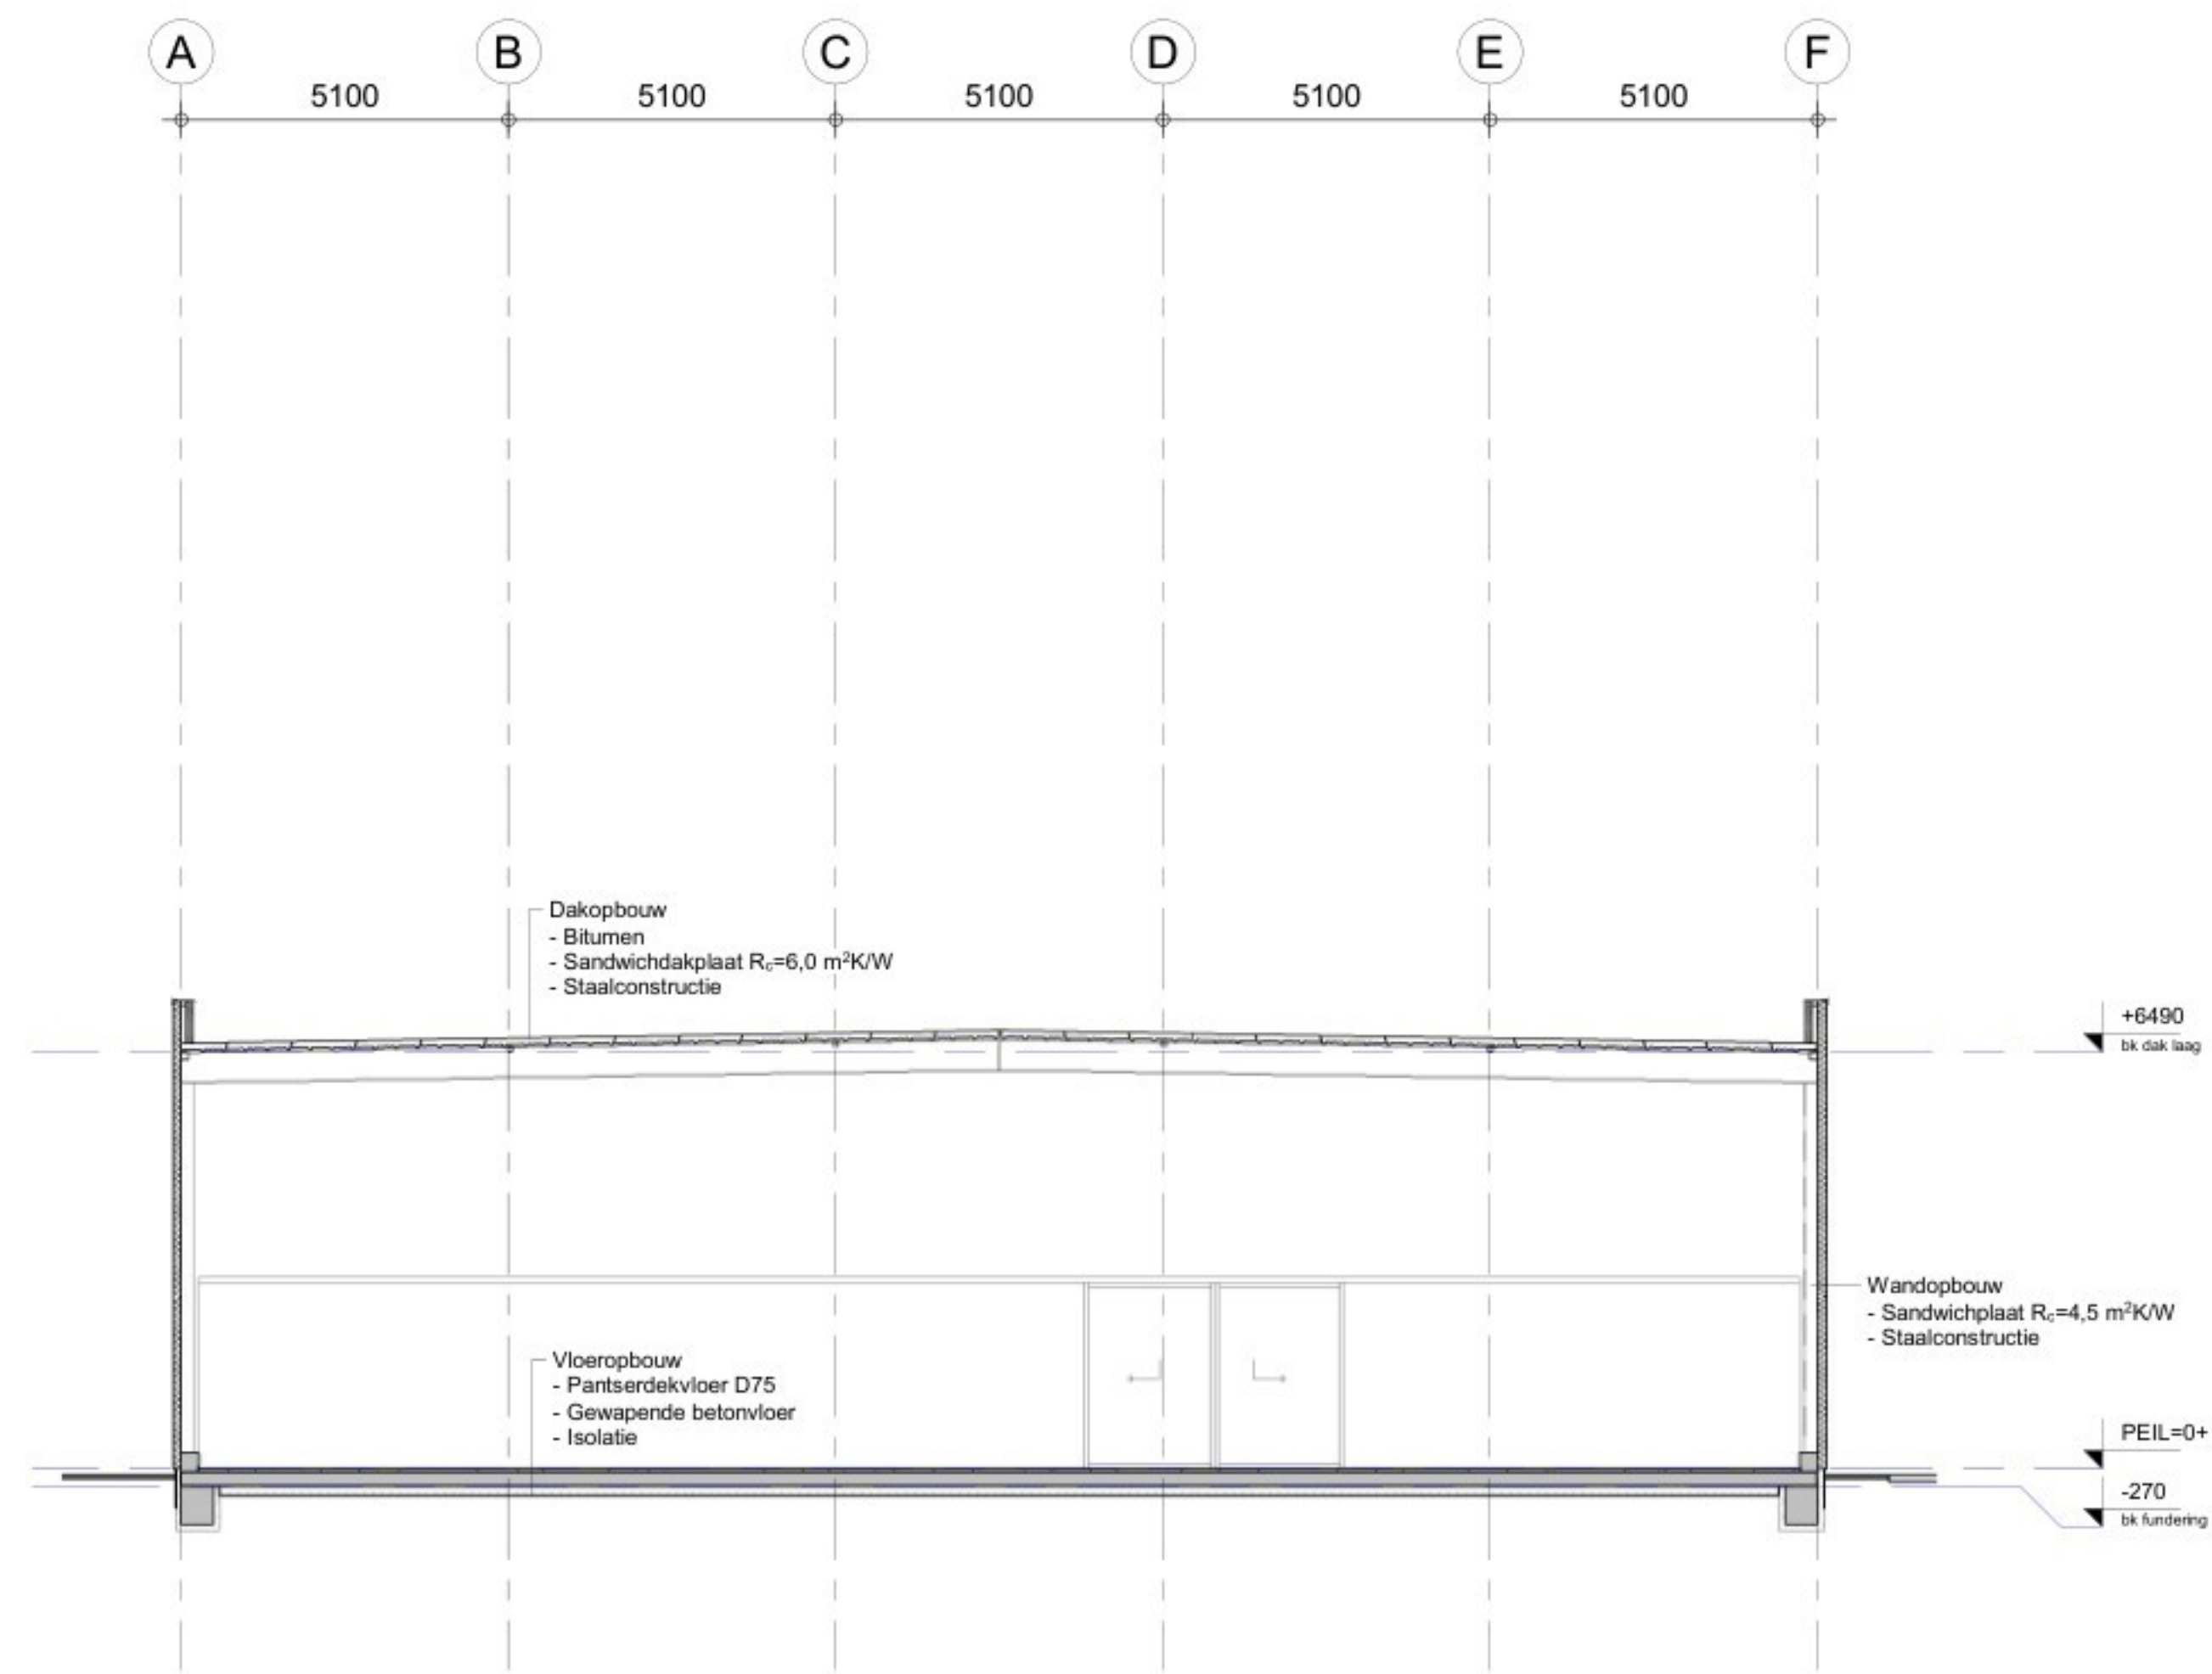 A B C D E F
5100 5100 5100 5100 5100
Dakopbouw
- Bitumen
- Sandwichdakplaat Rc=6,0 m²K/W
- Staalconstructie
+6490
bk dak laag
Wandopbouw
- Sandwichplaat Rc=4,5 m²K/W
- Staalconstructie
Vloeropbouw
- Pantserdekvloer D75
- Gewapende betonvloer
- Isolatie
PEIL=0+
-270
bk fundering